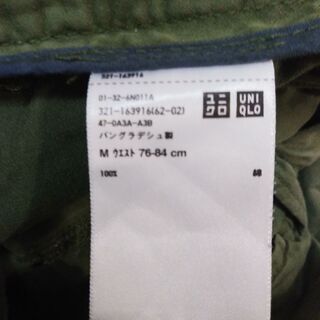 321-163916
01-32-6N011A
321-163916(62-02)
47-0A3A-A3B
バングラデシュ製
M ウエスト 76-84 cm
100% 綿
ユニ
クロ
UNI
QLO